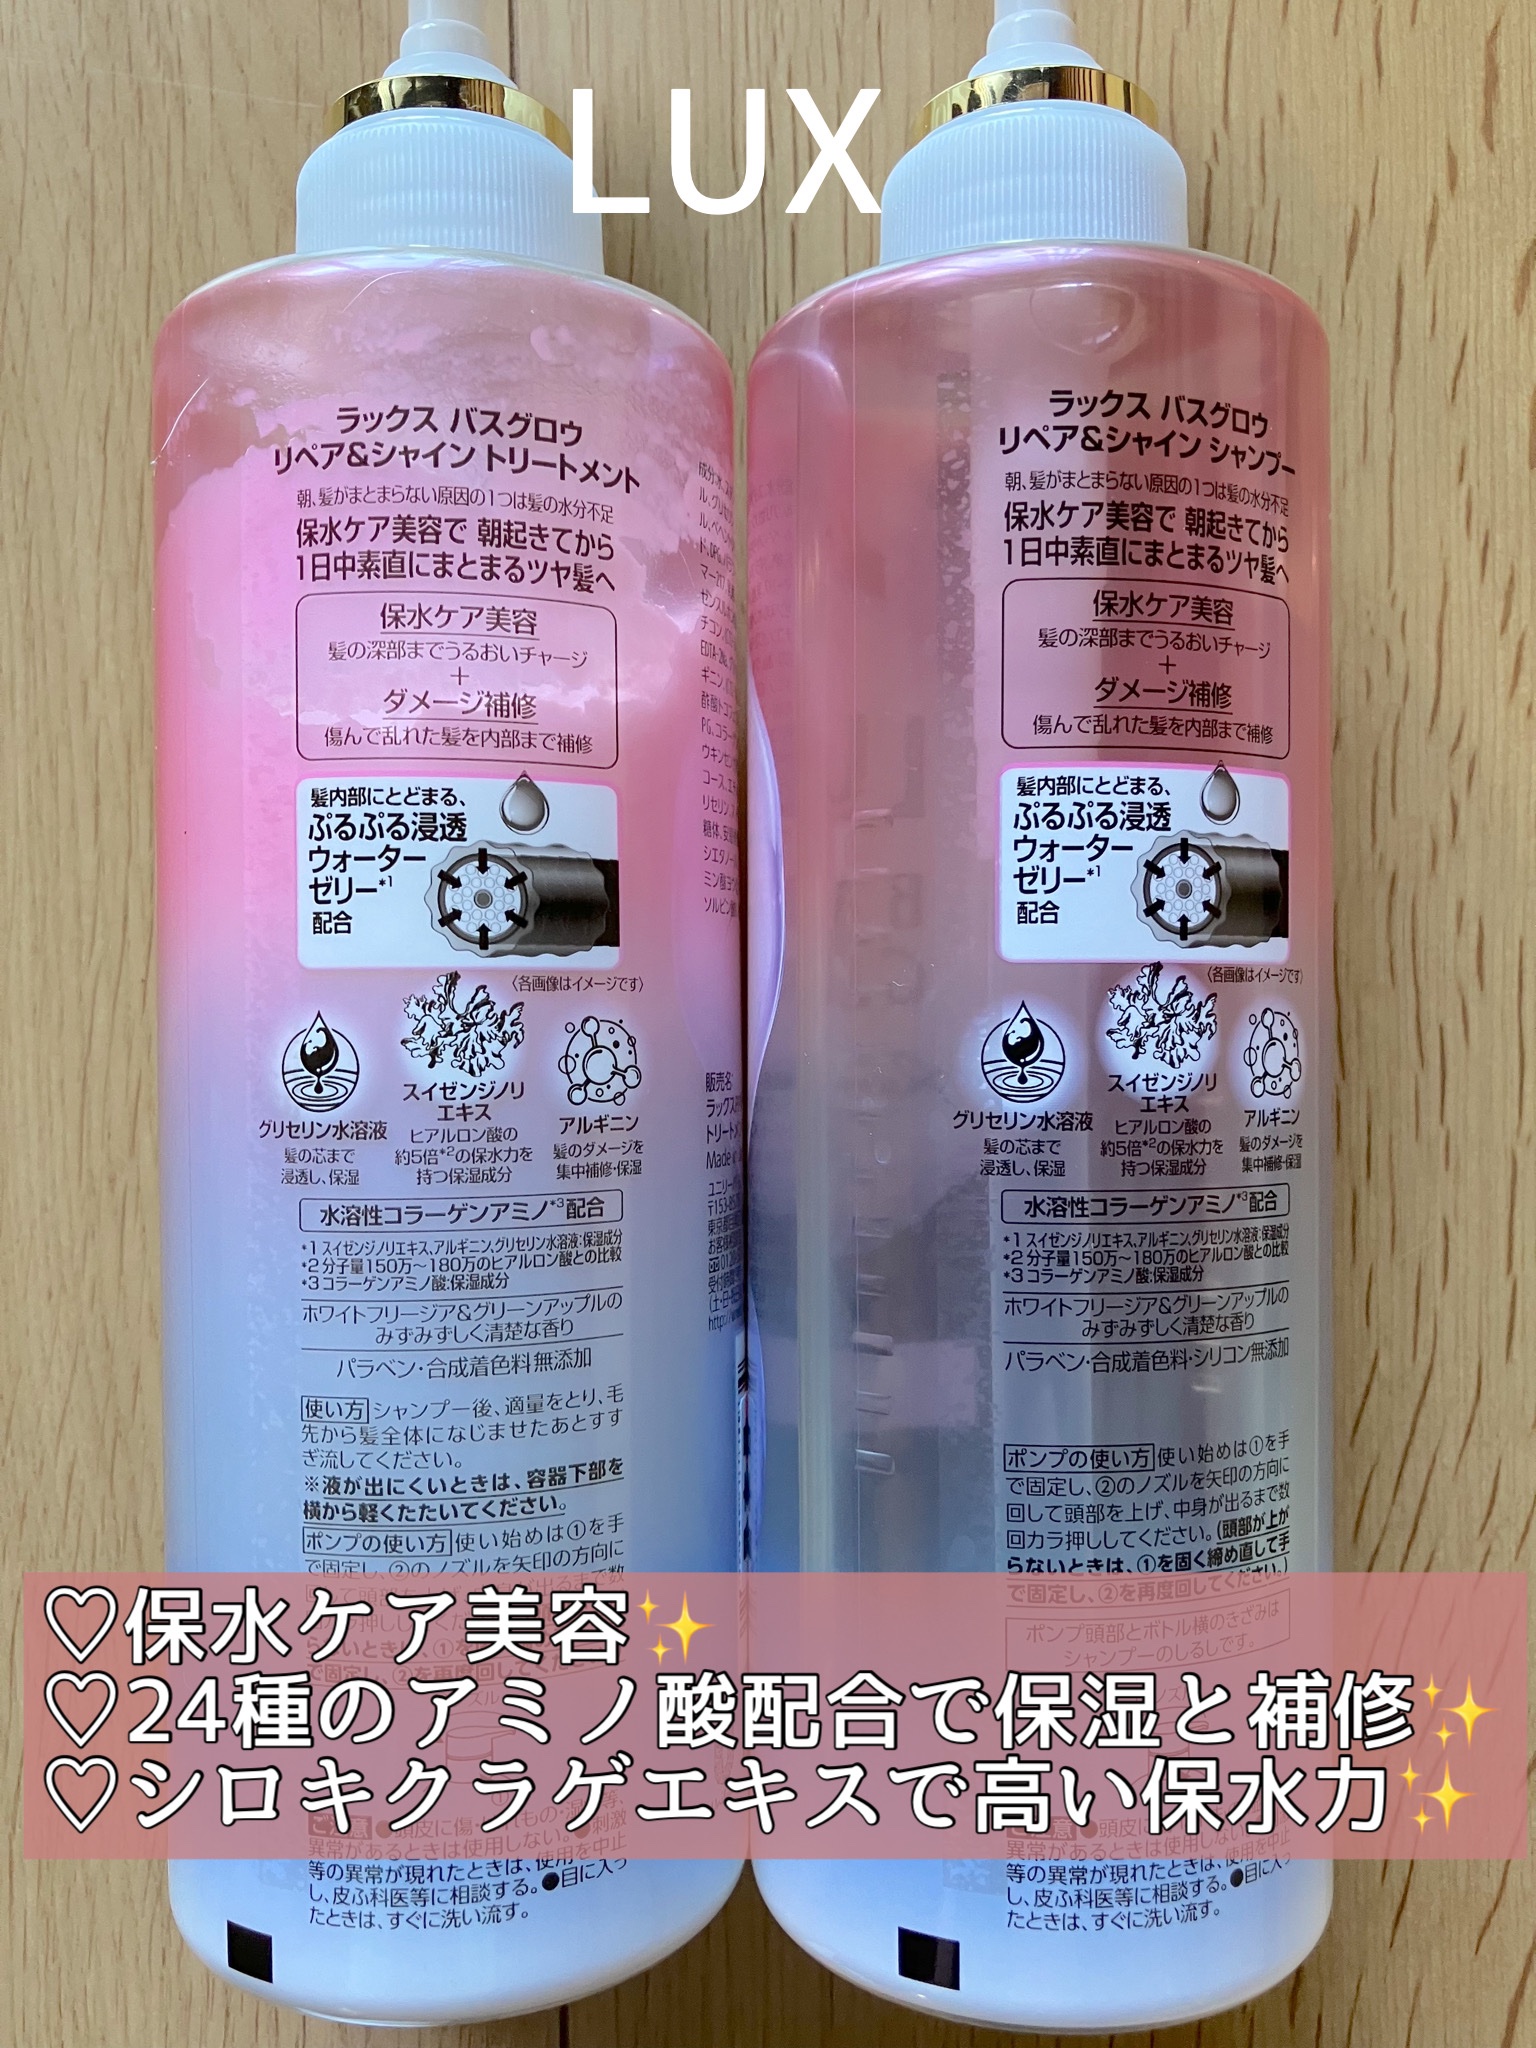 LUX
ラックス バスグロウ
リペア&シャイン トリートメント
朝、髪がまとまらない原因の1つは髪の水分不足
保水ケア美容で 朝起きてから
1日中素直にまとまるツヤ髪へ
保水ケア美容
髪の深部までうるおいチャージ
+
ダメージ補修
傷んで乱れた髪を内部まで補修
髪内部にとどまる、
ぷるぷる浸透
ウォーター
ゼリー*1
配合
〈各画像はイメージです〉
グリセリン水溶液
髪の芯まで
浸透し、保湿
スイゼンジノリ
エキス
ヒアルロン酸の
約5倍*2の保水力を
持つ保湿成分
アルギニン
髪のダメージを
集中補修・保湿
水溶性コラーゲンアミノ*3配合
*1 スイゼンジノリエキス、アルギニン、グリセリン水溶液:保湿成分
*2 分子量150万~180万のヒアルロン酸との比較
*3 コラーゲンアミノ酸:保湿成分
ホワイトフリージア&グリーンアップルの
みずみずしく清楚な香り
パラベン・合成着色料無添加
使い方 シャンプー後、適量をとり、毛
先から髪全体になじませたあとすす
ぎ流してください。
※液が出にくいときは、容器下部を
横から軽くたたいてください。
ポンプの使い方 使い始めは①を手
で固定し、②のノズルを矢印の方向に
等の異常が現れたときは、使用を中止
し、皮ふ科医等に相談する。●目に入っ
たときは、すぐに洗い流す。
販売名:
Made
ラックス バスグロウ
リペア&シャイン シャンプー
朝、髪がまとまらない原因の1つは髪の水分不足
保水ケア美容で 朝起きてから
1日中素直にまとまるツヤ髪へ
保水ケア美容
髪の深部までうるおいチャージ
+
ダメージ補修
傷んで乱れた髪を内部まで補修
髪内部にとどまる、
ぷるぷる浸透
ウォーター
ゼリー*1
配合
〈各画像はイメージです〉
グリセリン水溶液
髪の芯まで
浸透し、保湿
スイゼンジノリ
エキス
ヒアルロン酸の
約5倍*2の保水力を
持つ保湿成分
アルギニン
髪のダメージを
集中補修・保湿
水溶性コラーゲンアミノ*3配合
*1 スイゼンジノリエキス、アルギニン、グリセリン水溶液:保湿成分
*2 分子量150万~180万のヒアルロン酸との比較
*3 コラーゲンアミノ酸:保湿成分
ホワイトフリージア&グリーンアップルの
みずみずしく清楚な香り
パラベン・合成着色料・シリコン無添加
ポンプの使い方 使い始めは①を手
で固定し、②のノズルを矢印の方向に
回して頭部を上げ、中身が出るまで数
回カラ押ししてください。(頭部が上が
らないときは、①を固く締め直して手
で固定し、②を再度回してください。)
ポンプ頭部とボトル横のきざみは
シャンプーのしるしです。
等の異常が現れたときは、使用を中止
し、皮ふ科医等に相談する。●目に入っ
たときは、すぐに洗い流す。
♡保水ケア美容✨
♡24種のアミノ酸配合で保湿と補修✨
♡シロキクラゲエキスで高い保水力✨